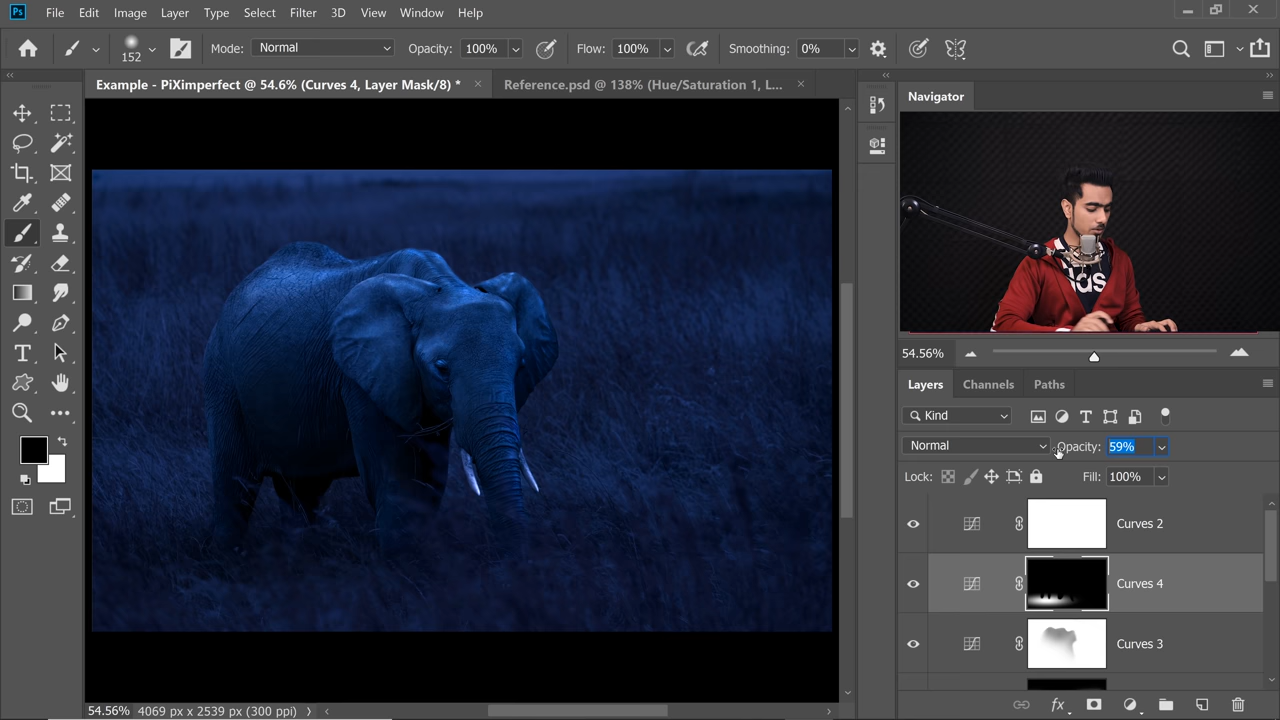 Ps File Edit Image Layer Type Select Filter 3D View Window Help
152 Mode: Normal Opacity: 100% Flow: 100% Smoothing: 0%
Example - PiXimperfect @ 54.6% (Curves 4, Layer Mask/8) * × Reference.psd @ 138% (Hue/Saturation 1, L... ×
Navigator
das
54.56%
Layers Channels Paths
Kind
Normal Opacity: 59%
Lock: Fill: 100%
Curves 2
Curves 4
Curves 3
54.56% 4069 px x 2539 px (300 ppi)
fx